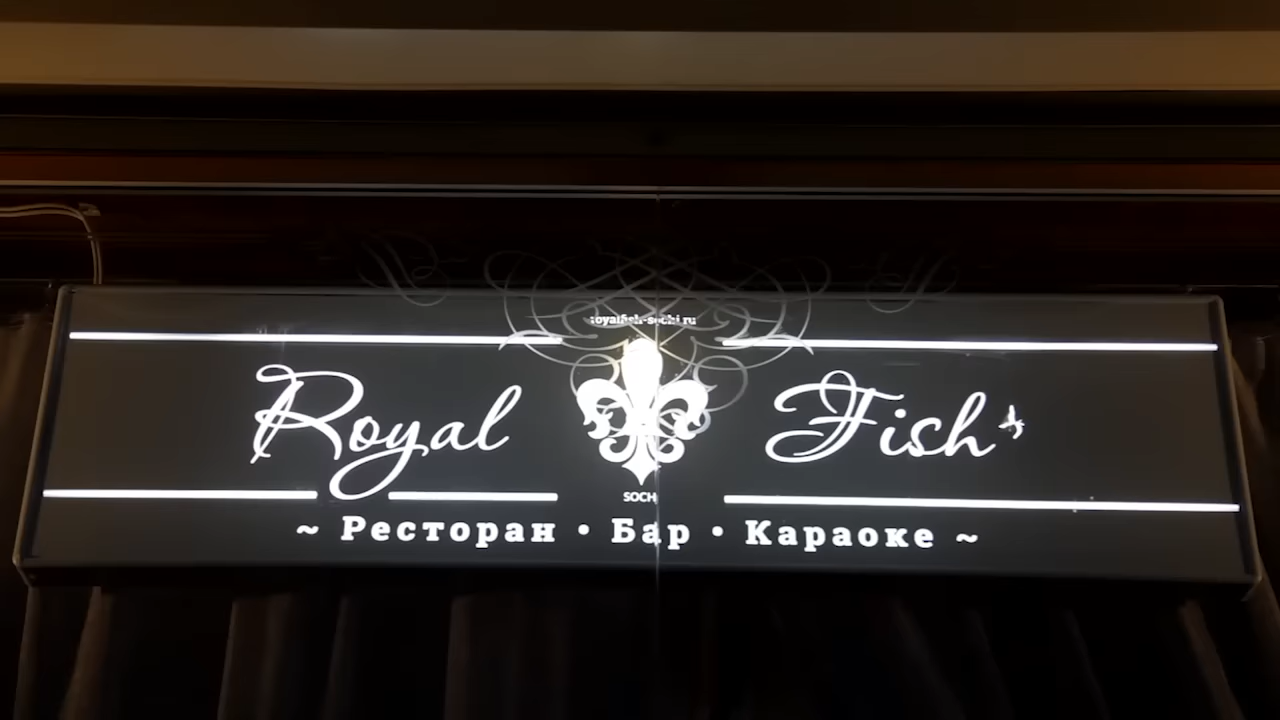 royalfish-sochi.ru
Royal Fish
SOCHI
~ Ресторан • Бар • Караоке ~